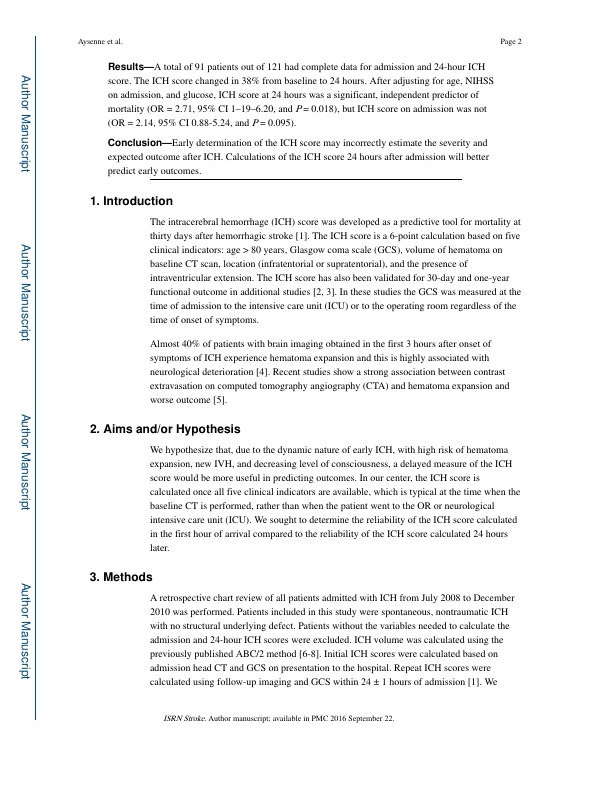 Aysenne et al.
Page 2
Results—A total of 91 patients out of 121 had complete data for admission and 24-hour ICH
score. The ICH score changed in 38% from baseline to 24 hours. After adjusting for age, NIHSS
on admission, and glucose, ICH score at 24 hours was a significant, independent predictor of
mortality (OR = 2.71, 95% CI 1–19–6.20, and P = 0.018), but ICH score on admission was not
(OR = 2.14, 95% CI 0.88-5.24, and P = 0.095).
Conclusion—Early determination of the ICH score may incorrectly estimate the severity and
expected outcome after ICH. Calculations of the ICH score 24 hours after admission will better
predict early outcomes.
1. Introduction
The intracerebral hemorrhage (ICH) score was developed as a predictive tool for mortality at
thirty days after hemorrhagic stroke [1]. The ICH score is a 6-point calculation based on five
clinical indicators: age > 80 years, Glasgow coma scale (GCS), volume of hematoma on
baseline CT scan, location (infratentorial or supratentorial), and the presence of
intraventricular extension. The ICH score has also been validated for 30-day and one-year
functional outcome in additional studies [2, 3]. In these studies the GCS was measured at the
time of admission to the intensive care unit (ICU) or to the operating room regardless of the
time of onset of symptoms.
Almost 40% of patients with brain imaging obtained in the first 3 hours after onset of
symptoms of ICH experience hematoma expansion and this is highly associated with
neurological deterioration [4]. Recent studies show a strong association between contrast
extravasation on computed tomography angiography (CTA) and hematoma expansion and
worse outcome [5].
2. Aims and/or Hypothesis
We hypothesize that, due to the dynamic nature of early ICH, with high risk of hematoma
expansion, new IVH, and decreasing level of consciousness, a delayed measure of the ICH
score would be more useful in predicting outcomes. In our center, the ICH score is
calculated once all five clinical indicators are available, which is typical at the time when the
baseline CT is performed, rather than when the patient went to the OR or neurological
intensive care unit (ICU). We sought to determine the reliability of the ICH score calculated
in the first hour of arrival compared to the reliability of the ICH score calculated 24 hours
later.
3. Methods
A retrospective chart review of all patients admitted with ICH from July 2008 to December
2010 was performed. Patients included in this study were spontaneous, nontraumatic ICH
with no structural underlying defect. Patients without the variables needed to calculate the
admission and 24-hour ICH scores were excluded. ICH volume was calculated using the
previously published ABC/2 method [6-8]. Initial ICH scores were calculated based on
admission head CT and GCS on presentation to the hospital. Repeat ICH scores were
calculated using follow-up imaging and GCS within 24 ± 1 hours of admission [1]. We
ISRN Stroke. Author manuscript; available in PMC 2016 September 22.
Author Manuscript
Author Manuscript
Author Manuscript
Author Manuscript